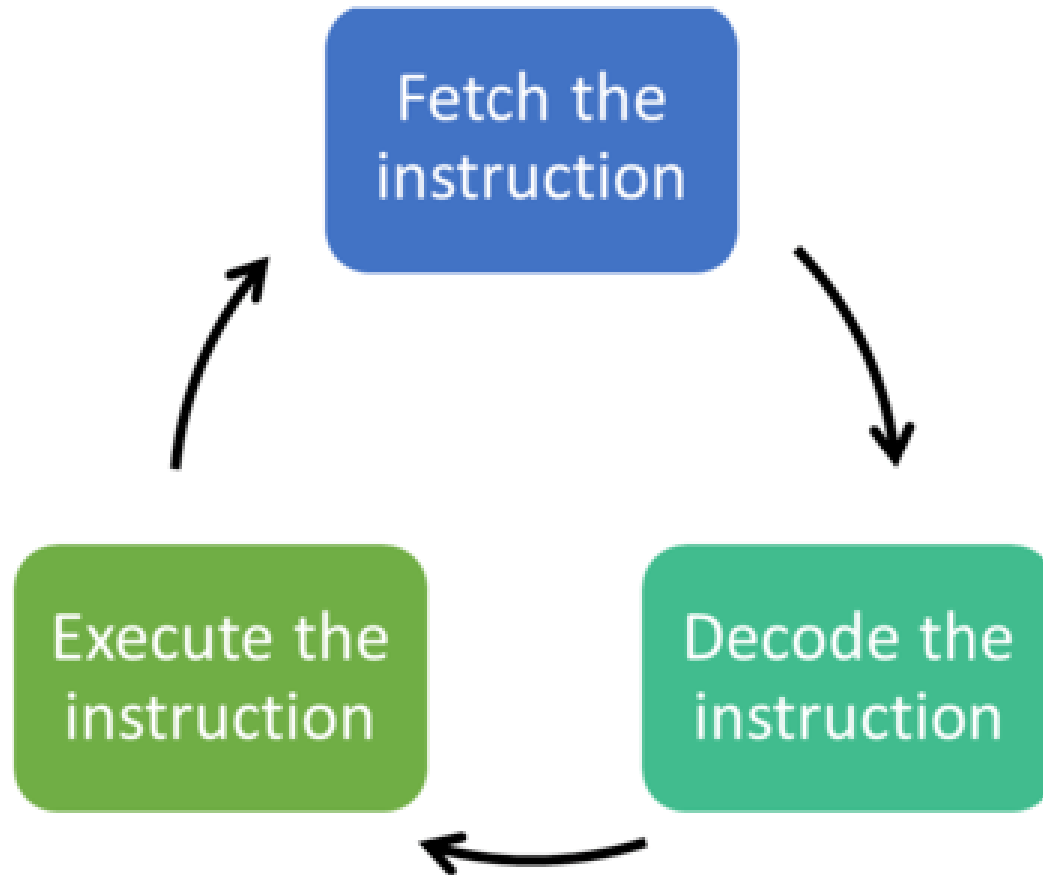 Fetch the
instruction
Decode the
instruction
Execute the
instruction